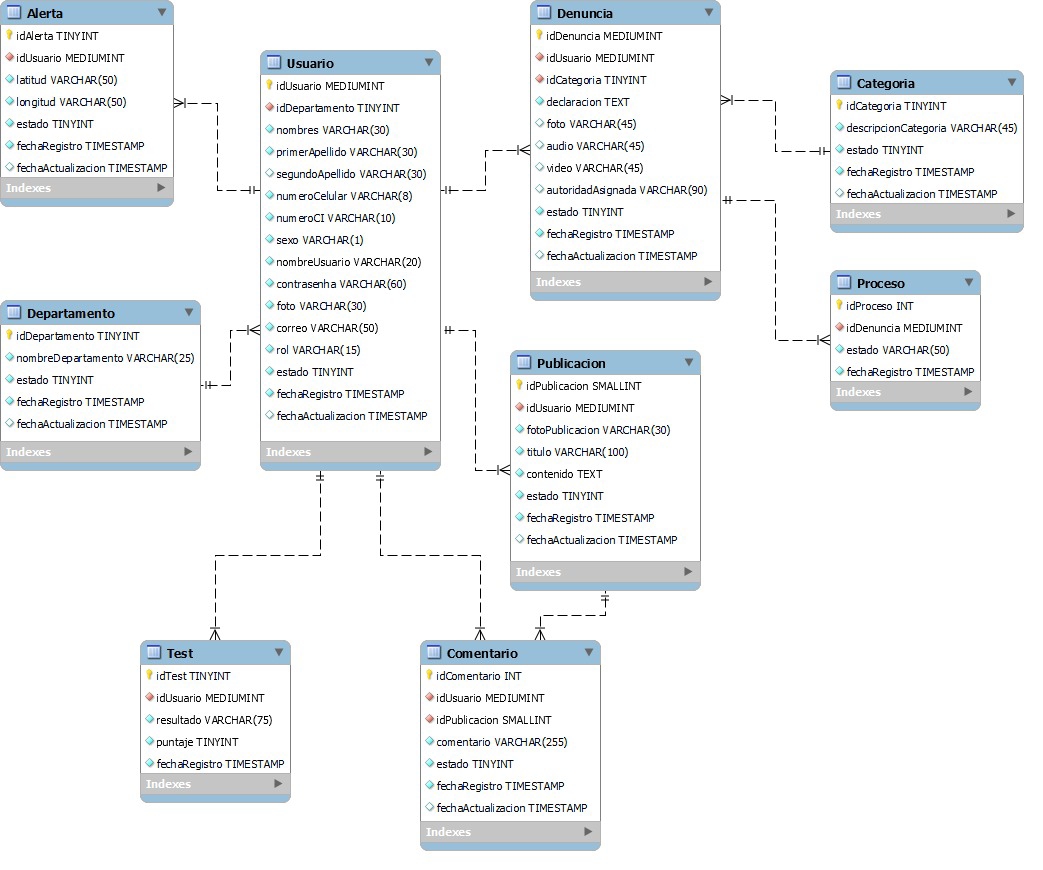 Alerta
idAlerta TINYINT
idUsuario MEDIUMINT
latitud VARCHAR(50)
longitud VARCHAR(50)
estado TINYINT
fechaRegistro TIMESTAMP
fechaActualizacion TIMESTAMP
Indexes
Usuario
idUsuario MEDIUMINT
idDepartamento TINYINT
nombres VARCHAR(30)
primerApellido VARCHAR(30)
segundoApellido VARCHAR(30)
numeroCelular VARCHAR(8)
numeroCI VARCHAR(10)
sexo VARCHAR(1)
nombreUsuario VARCHAR(20)
contrasenha VARCHAR(60)
foto VARCHAR(30)
correo VARCHAR(50)
rol VARCHAR(15)
estado TINYINT
fechaRegistro TIMESTAMP
fechaActualizacion TIMESTAMP
Indexes
Denuncia
idDenuncia MEDIUMINT
idUsuario MEDIUMINT
idCategoria TINYINT
declaracion TEXT
foto VARCHAR(45)
audio VARCHAR(45)
video VARCHAR(45)
autoridadAsignada VARCHAR(90)
estado TINYINT
fechaRegistro TIMESTAMP
fechaActualizacion TIMESTAMP
Indexes
Categoria
idCategoria TINYINT
descripcionCategoria VARCHAR(45)
estado TINYINT
fechaRegistro TIMESTAMP
fechaActualizacion TIMESTAMP
Indexes
Departamento
idDepartamento TINYINT
nombreDepartamento VARCHAR(25)
estado TINYINT
fechaRegistro TIMESTAMP
fechaActualizacion TIMESTAMP
Indexes
Proceso
idProceso INT
idDenuncia MEDIUMINT
estado VARCHAR(50)
fechaRegistro TIMESTAMP
Indexes
Publicacion
idPublicacion SMALLINT
idUsuario MEDIUMINT
fotoPublicacion VARCHAR(30)
titulo VARCHAR(100)
contenido TEXT
estado TINYINT
fechaRegistro TIMESTAMP
fechaActualizacion TIMESTAMP
Indexes
Test
idTest TINYINT
idUsuario MEDIUMINT
resultado VARCHAR(75)
puntaje TINYINT
fechaRegistro TIMESTAMP
Indexes
Comentario
idComentario INT
idUsuario MEDIUMINT
idPublicacion SMALLINT
comentario VARCHAR(255)
estado TINYINT
fechaRegistro TIMESTAMP
fechaActualizacion TIMESTAMP
Indexes